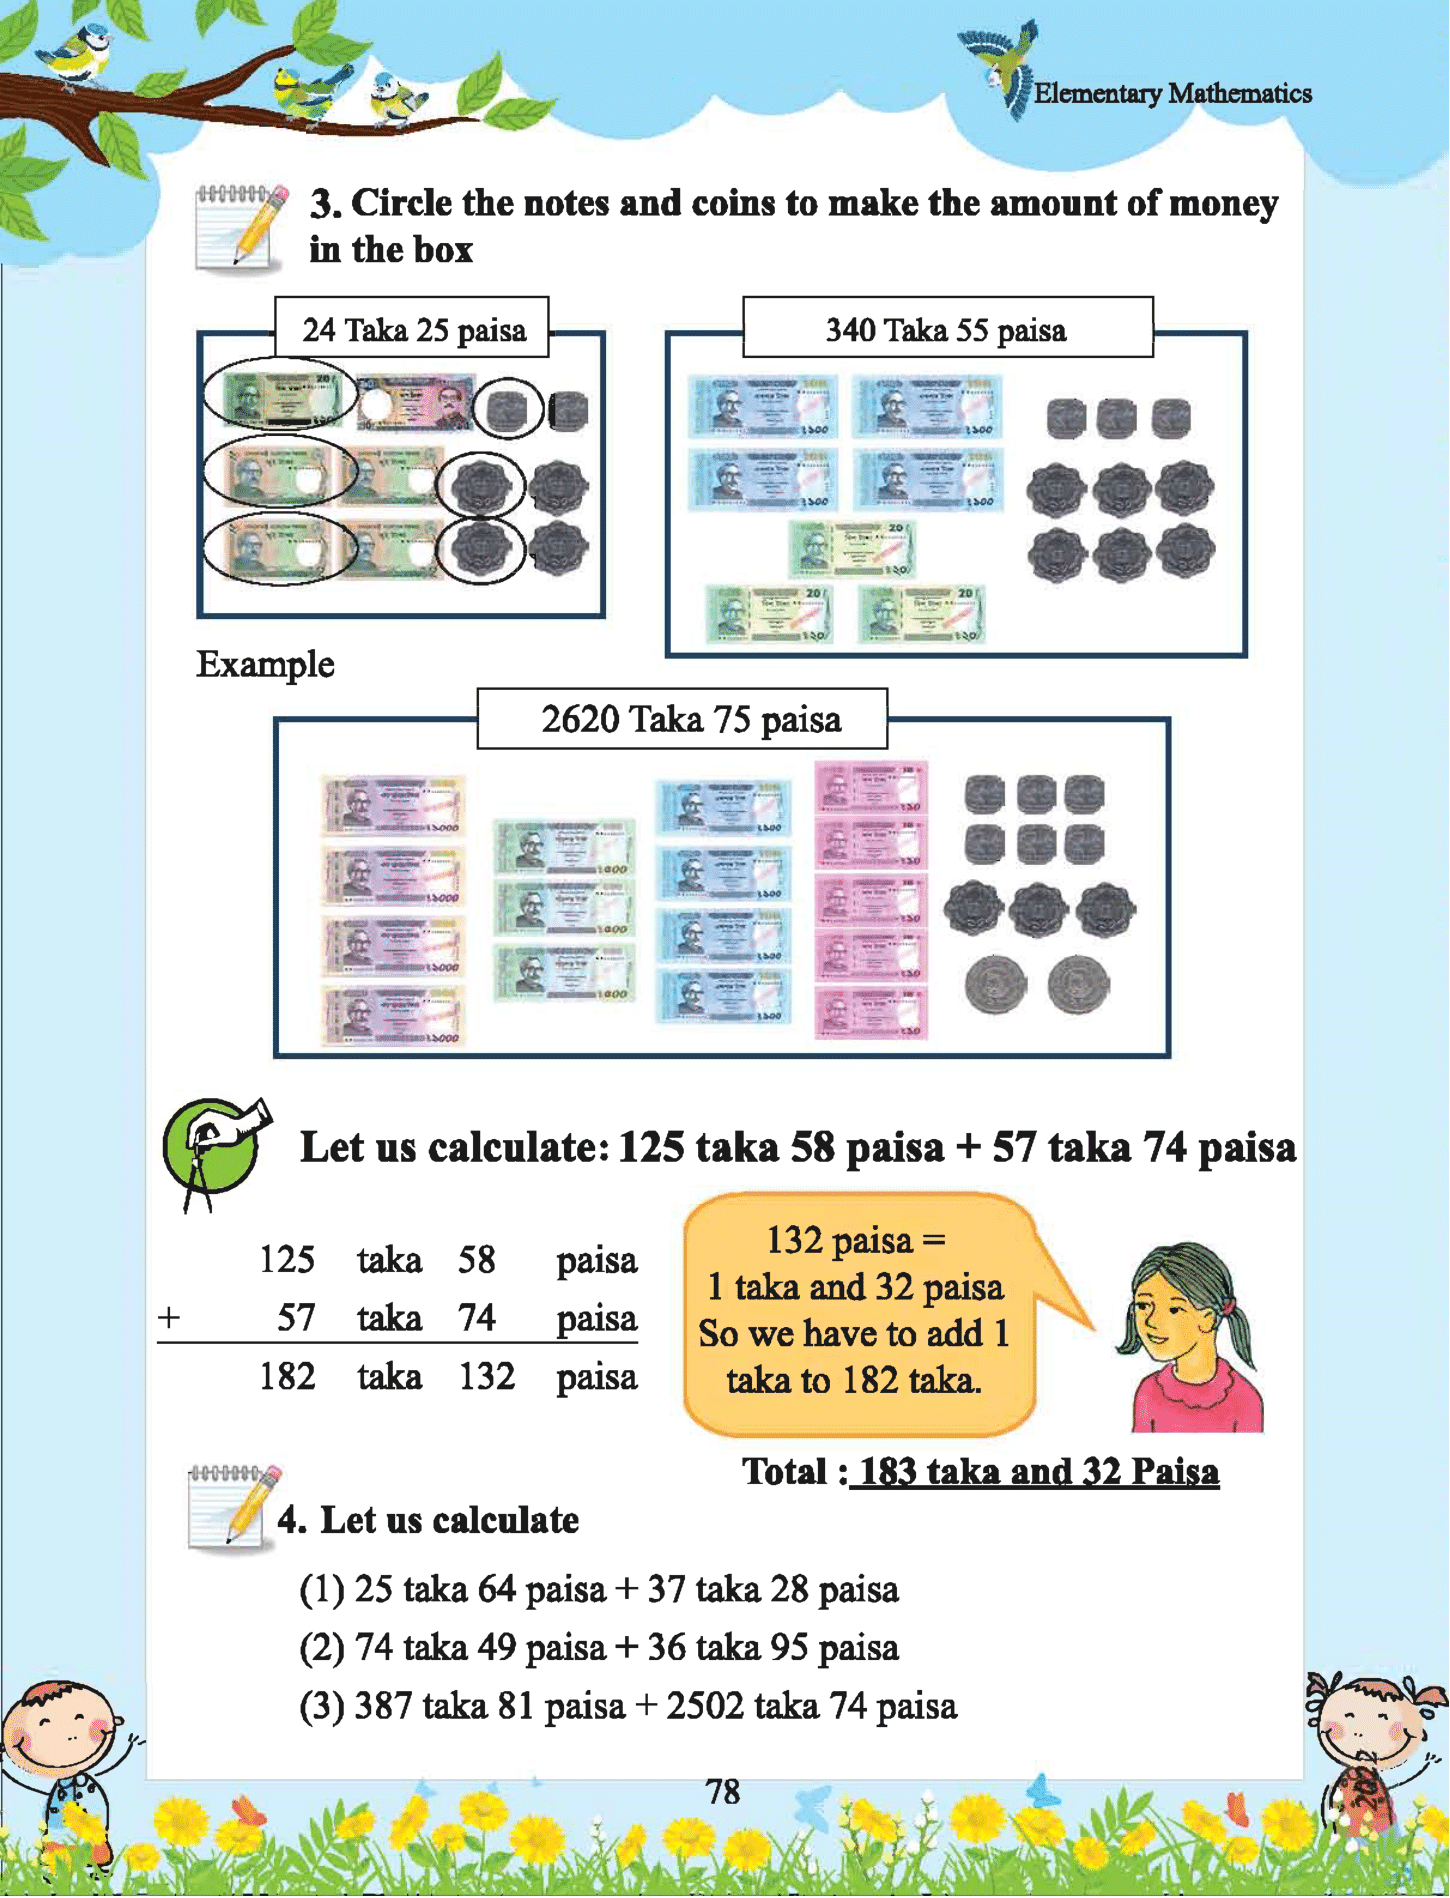 Elementary Mathematics
3. Circle the notes and coins to make the amount of money
in the box
24 Taka 25 paisa
340 Taka 55 paisa
Example
2620 Taka 75 paisa
Let us calculate: 125 taka 58 paisa + 57 taka 74 paisa
125 taka 58 paisa
+ 57 taka 74 paisa
182 taka 132 paisa
132 paisa =
1 taka and 32 paisa
So we have to add 1
taka to 182 taka.
Total : 183 taka and 32 Paisa
4. Let us calculate
(1) 25 taka 64 paisa + 37 taka 28 paisa
(2) 74 taka 49 paisa + 36 taka 95 paisa
(3) 387 taka 81 paisa + 2502 taka 74 paisa
78
2022